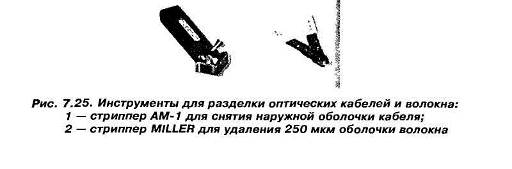 Рис. 7.25. Инструменты для разделки оптических кабелей и волокна:
1 — стриппер АМ-1 для снятия наружной оболочки кабеля;
2 — стриппер MILLER для удаления 250 мкм оболочки волокна